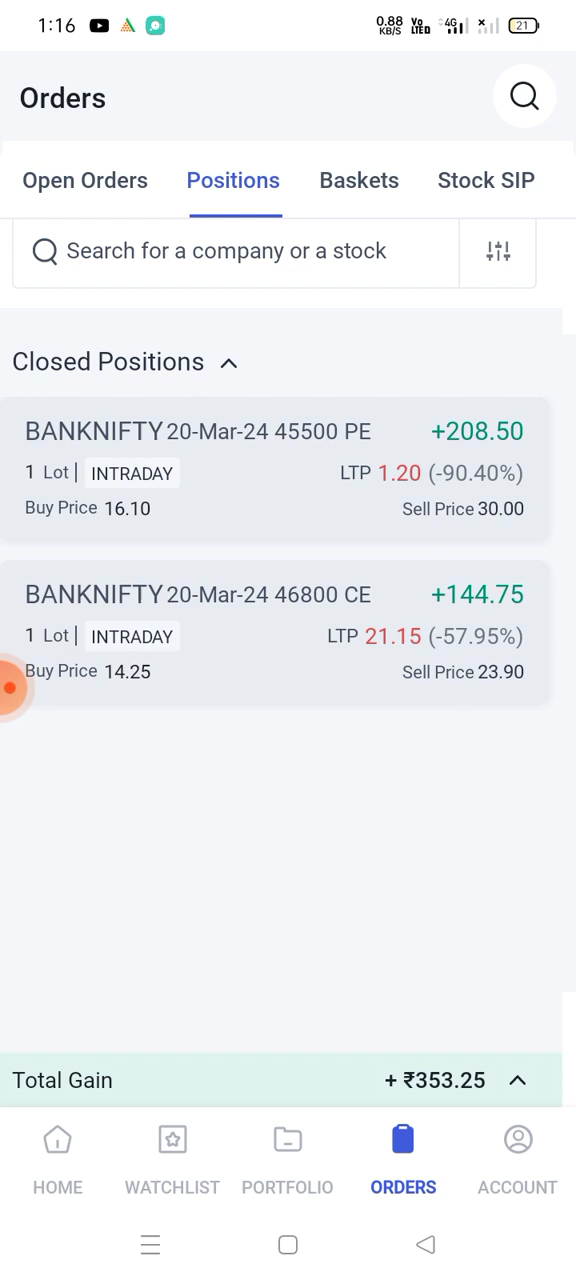 1:16 0.88 KB/S Vo LTED 4G 21
Orders
Open Orders Positions Baskets Stock SIP
Search for a company or a stock
Closed Positions
BANKNIFTY 20-Mar-24 45500 PE +208.50
1 Lot | INTRADAY LTP 1.20 (-90.40%)
Buy Price 16.10 Sell Price 30.00
BANKNIFTY 20-Mar-24 46800 CE +144.75
1 Lot | INTRADAY LTP 21.15 (-57.95%)
Buy Price 14.25 Sell Price 23.90
Total Gain + ₹353.25
HOME WATCHLIST PORTFOLIO ORDERS ACCOUNT